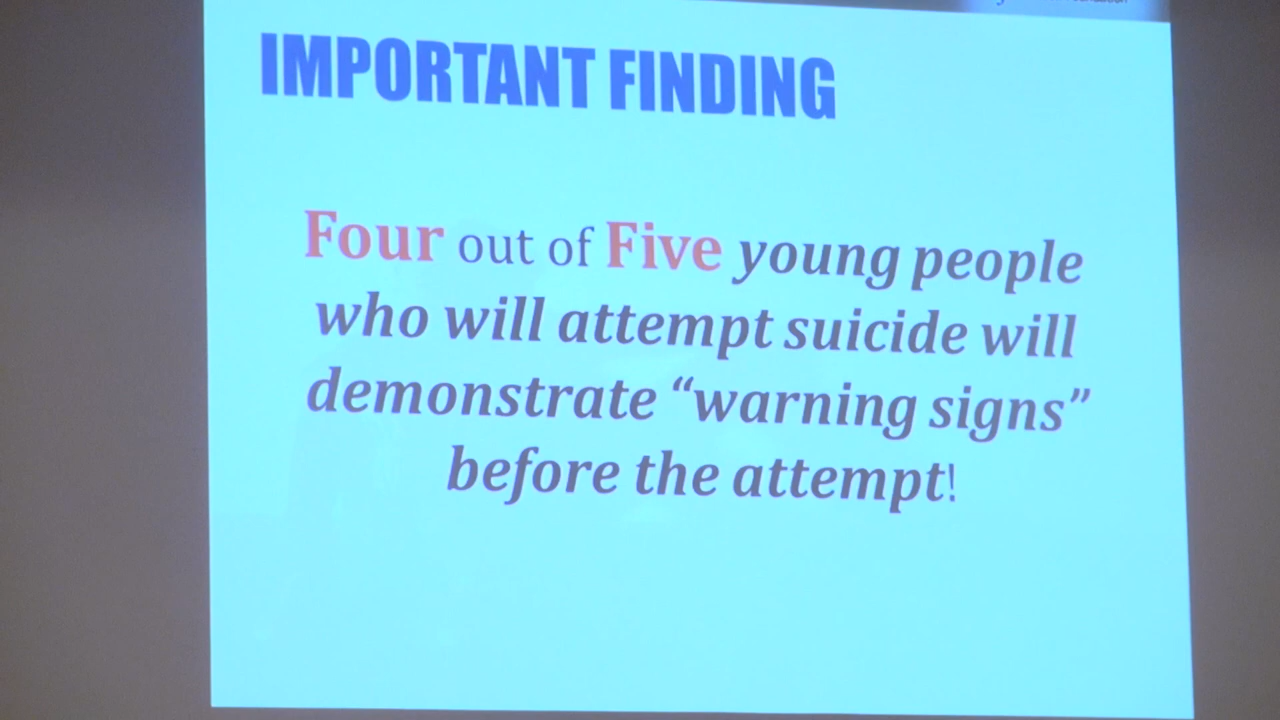 IMPORTANT FINDING
Four out of Five young people
who will attempt suicide will
demonstrate “warning signs”
before the attempt!